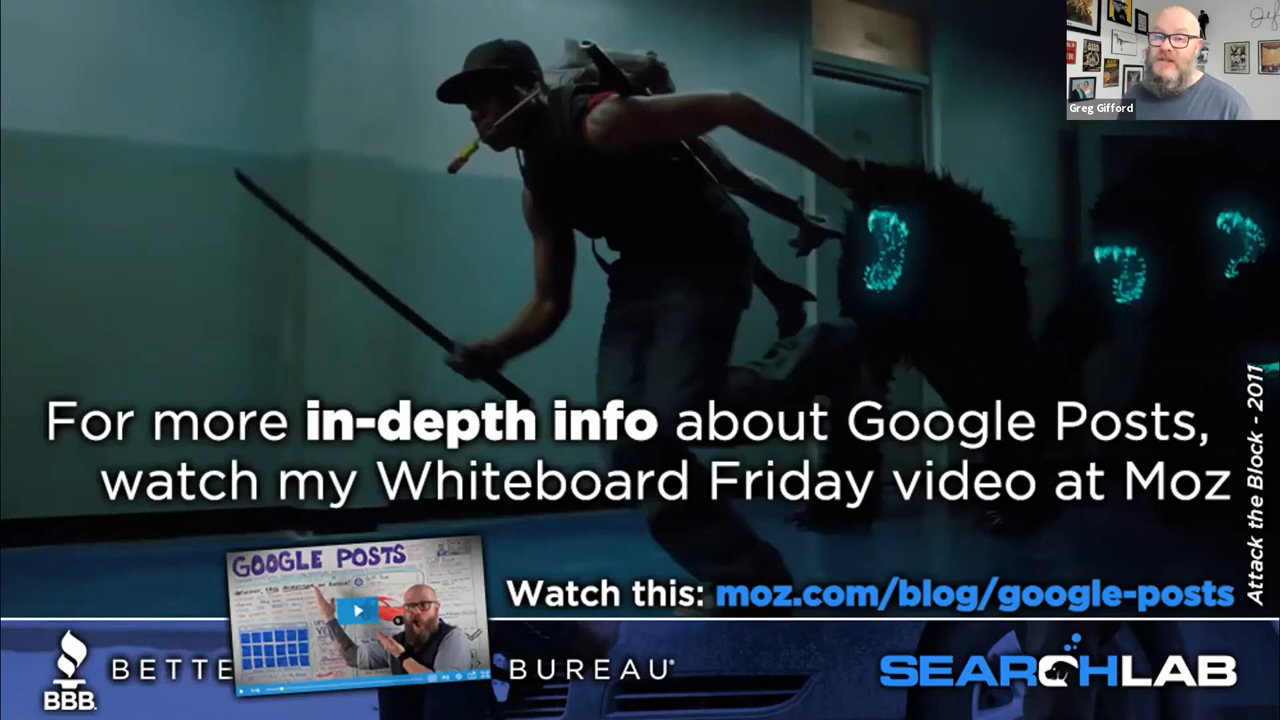 Greg Gifford
For more in-depth info about Google Posts,
watch my Whiteboard Friday video at Moz
Attack the Block - 2011
GOOGLE POSTS
Watch this: moz.com/blog/google-posts
BBB.
BETTE
BUREAU
SEARCHLAB